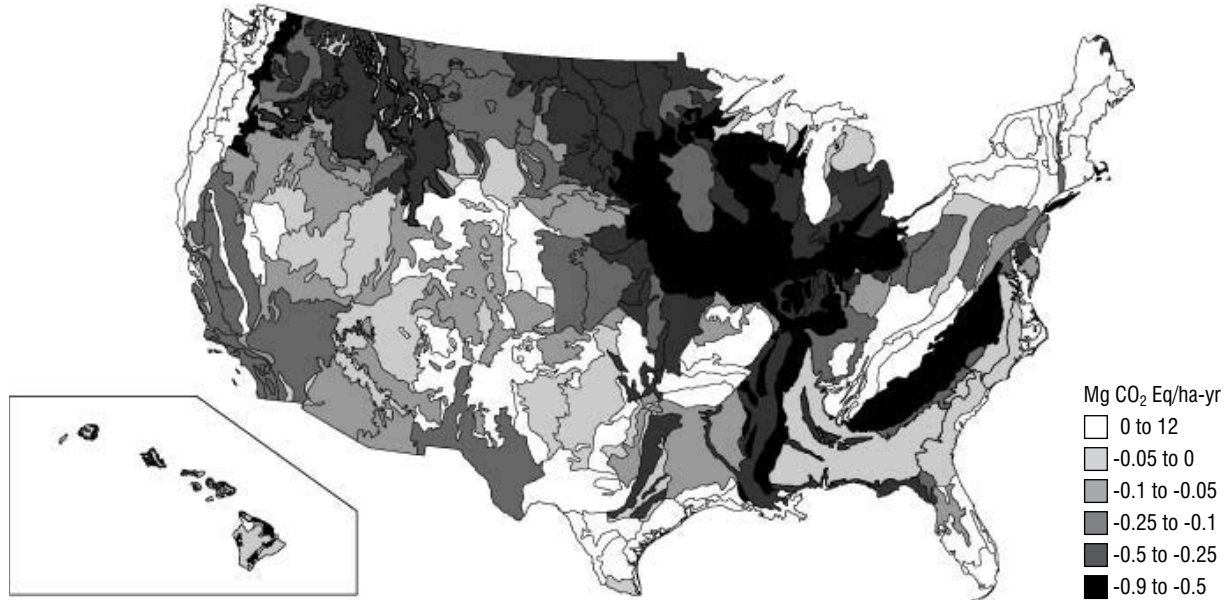 Mg CO₂ Eq/ha-yr
0 to 12
-0.05 to 0
-0.1 to -0.05
-0.25 to -0.1
-0.5 to -0.25
-0.9 to -0.5